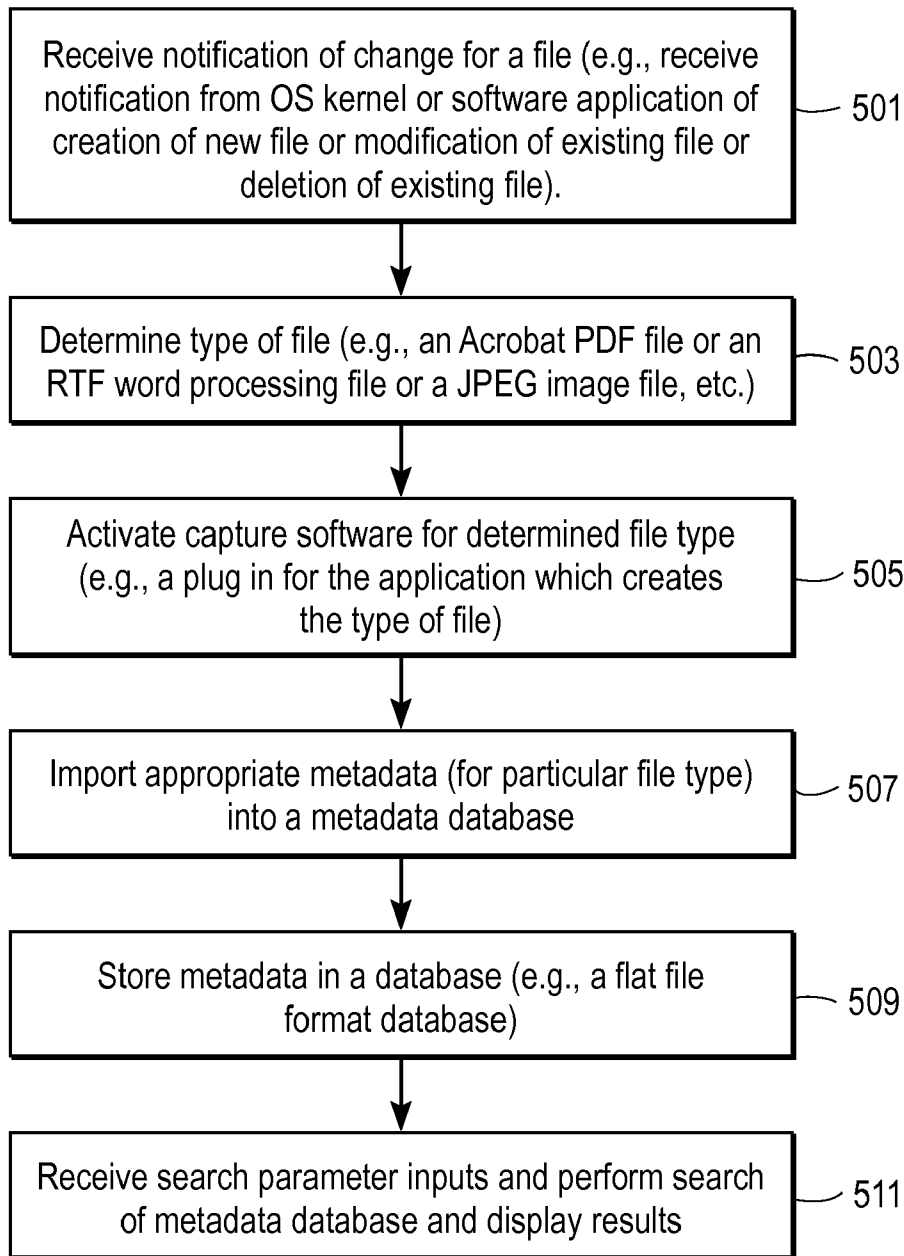 Receive notification of change for a file (e.g., receive
notification from OS kernel or software application of
creation of new file or modification of existing file or
deletion of existing file).
501
Determine type of file (e.g., an Acrobat PDF file or an
RTF word processing file or a JPEG image file, etc.)
503
Activate capture software for determined file type
(e.g., a plug in for the application which creates
the type of file)
505
Import appropriate metadata (for particular file type)
into a metadata database
507
Store metadata in a database (e.g., a flat file
format database)
509
Receive search parameter inputs and perform search
of metadata database and display results
511